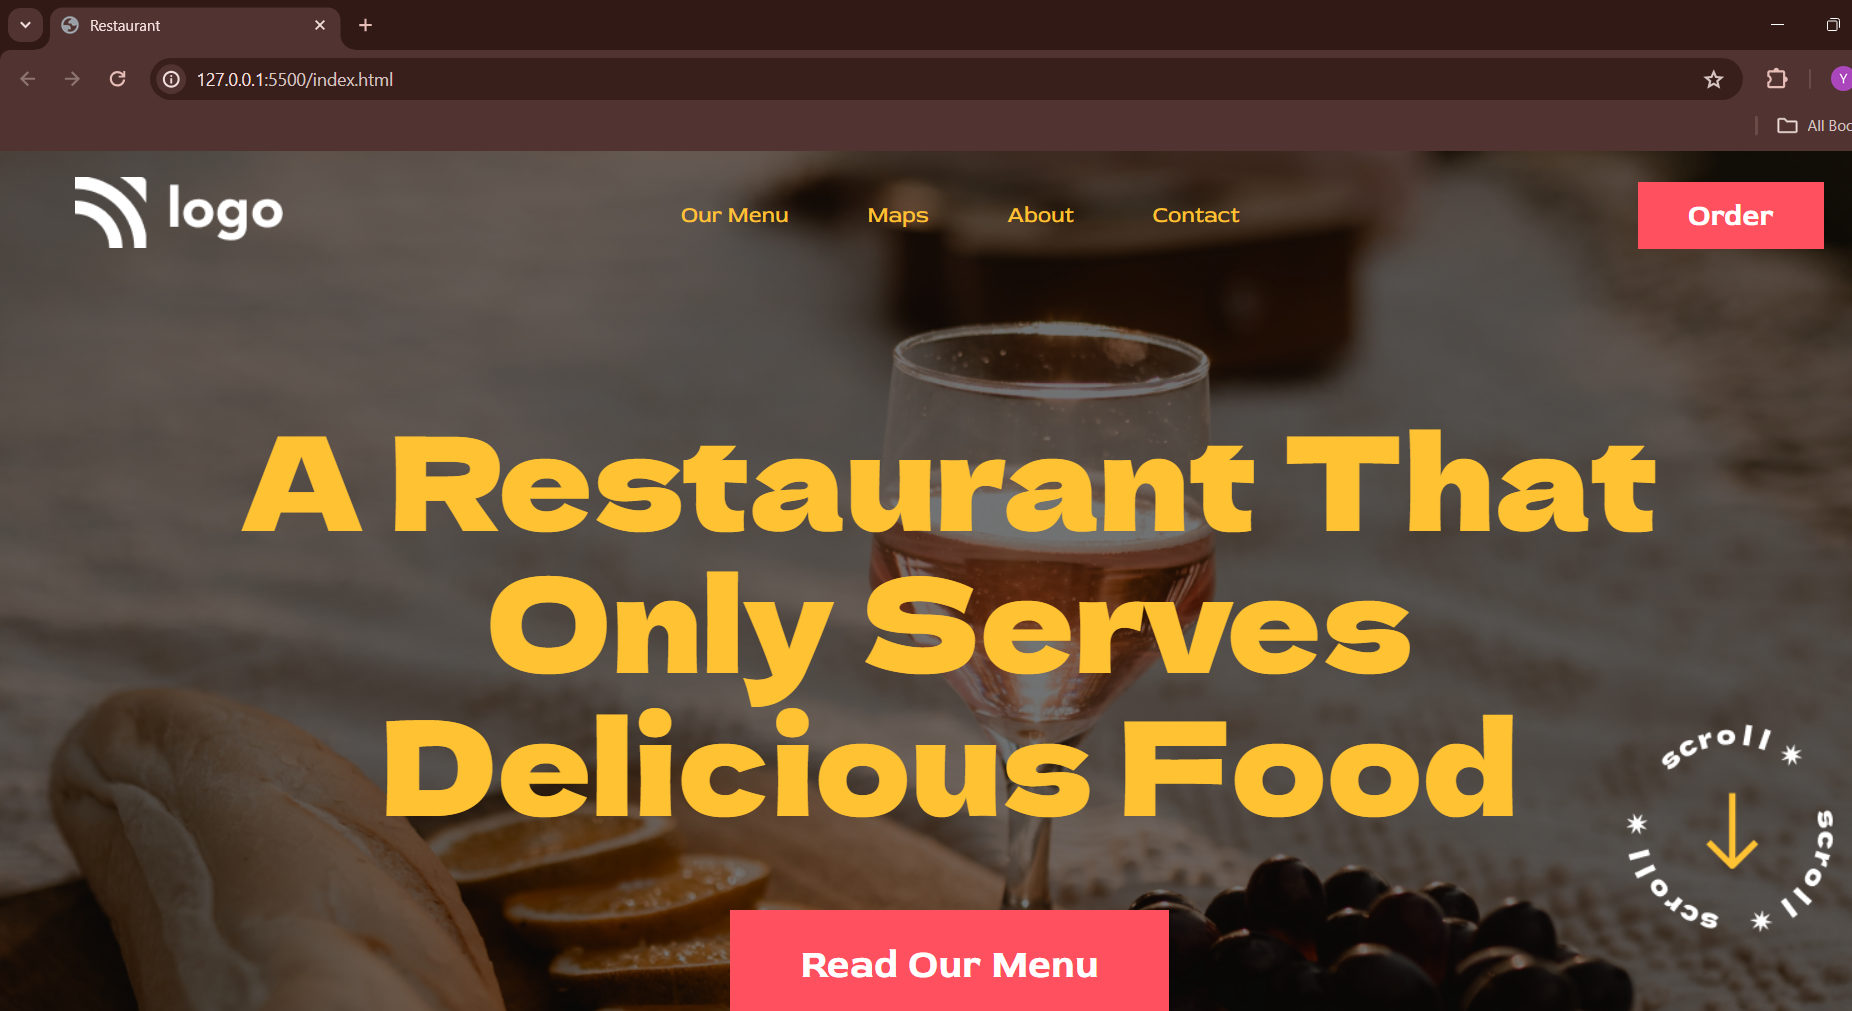 Restaurant
127.0.0.1:5500/index.html
Y
All Boo
logo
Our Menu
Maps
About
Contact
Order
A Restaurant That
Only Serves
Delicious Food
scroll
scroll
scroll
Read Our Menu